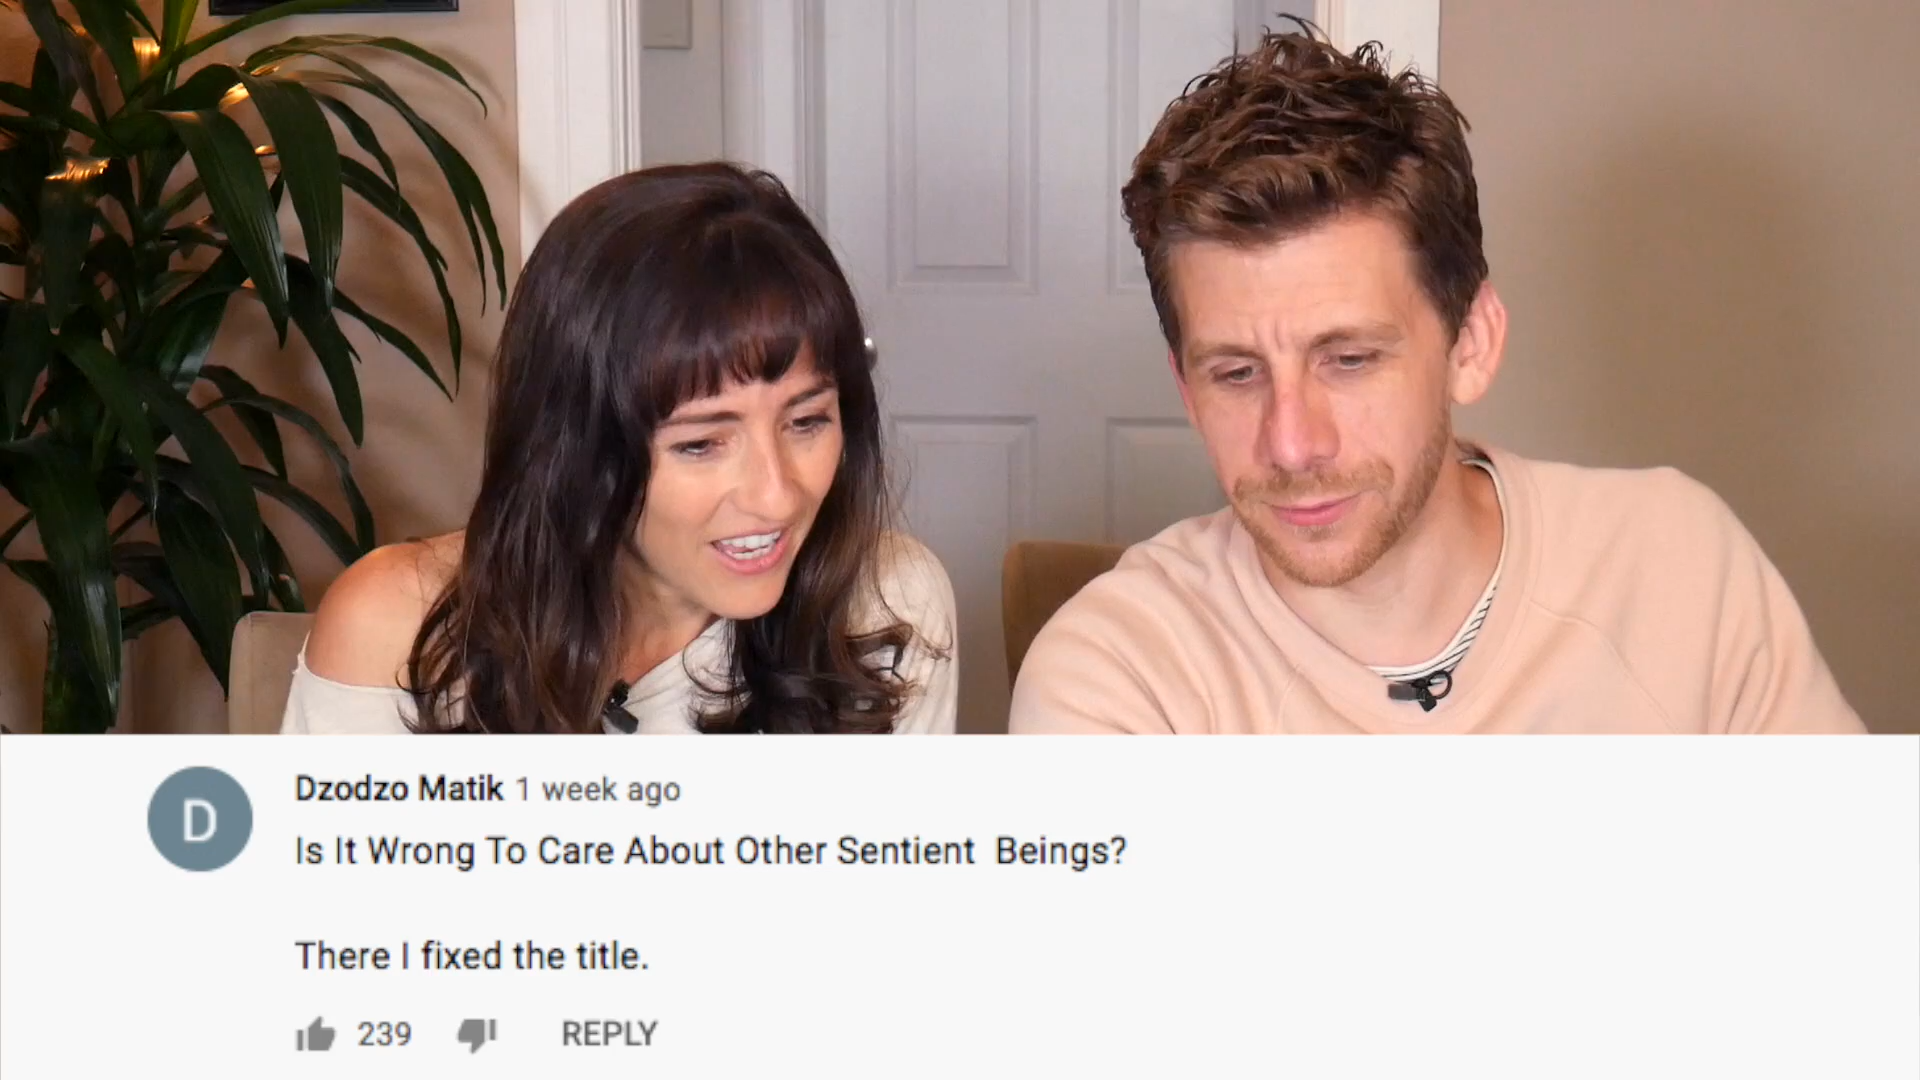 D
Dzodzo Matik 1 week ago
Is It Wrong To Care About Other Sentient  Beings?
There I fixed the title.
239
REPLY